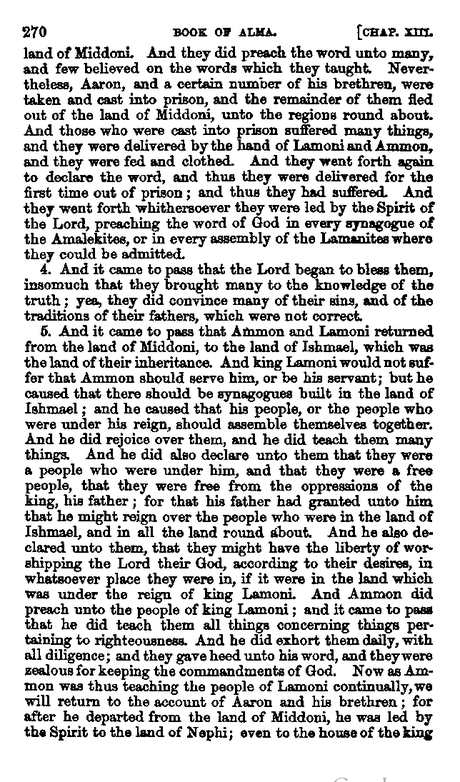 270 BOOK OF ALMA. [CHAP. XIII.
land of Middoni. And they did preach the word unto many,
and few believed on the words which they taught. Never-
theless, Aaron, and a certain number of his brethren, were
taken and cast into prison, and the remainder of them fled
out of the land of Middoni, unto the regions round about.
And those who were cast into prison suffered many things,
and they were delivered by the hand of Lamoni and Ammon,
and they were fed and clothed. And they went forth again
to declare the word, and thus they were delivered for the
first time out of prison; and thus they had suffered. And
they went forth whithersoever they were led by the Spirit of
the Lord, preaching the word of God in every synagogue of
the Amalekites, or in every assembly of the Lamanites where
they could be admitted.
4. And it came to pass that the Lord began to bless them,
insomuch that they brought many to the knowledge of the
truth; yea, they did convince many of their sins, and of the
traditions of their fathers, which were not correct.
5. And it came to pass that Ammon and Lamoni returned
from the land of Middoni, to the land of Ishmael, which was
the land of their inheritance. And king Lamoni would not suf-
fer that Ammon should serve him, or be his servant; but he
caused that there should be synagogues built in the land of
Ishmael; and he caused that his people, or the people who
were under his reign, should assemble themselves together.
And he did rejoice over them, and he did teach them many
things. And he did also declare unto them that they were
a people who were under him, and that they were a free
people, that they were free from the oppressions of the
king, his father; for that his father had granted unto him
that he might reign over the people who were in the land of
Ishmael, and in all the land round about. And he also de-
clared unto them, that they might have the liberty of wor-
shipping the Lord their God, according to their desires, in
whatsoever place they were in, if it were in the land which
was under the reign of king Lamoni. And Ammon did
preach unto the people of king Lamoni; and it came to pass
that he did teach them all things concerning things per-
taining to righteousness. And he did exhort them daily, with
all diligence; and they gave heed unto his word, and they were
zealous for keeping the commandments of God. Now as Am-
mon was thus teaching the people of Lamoni continually, we
will return to the account of Aaron and his brethren; for
after he departed from the land of Middoni, he was led by
the Spirit to the land of Nephi; even to the house of the king